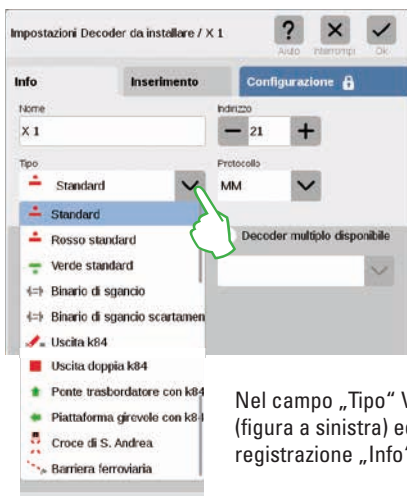 Impostazioni Decoder da installare / X 1
?
Aiuto Interrompi Ok
Info Inserimento Configurazione
Nome
X 1
Indirizzo
− 21 +
Tipo
Standard
Protocollo
MM
Standard
Rosso standard
Verde standard
Binario di sgancio
Binario di sgancio scartamen
Uscita k84
Uscita doppia k84
Ponte trasbordatore con k84
Piattaforma girevole con k84
Croce di S. Andrea
Barriera ferroviaria
Decoder multiplo disponibile
Nel campo „Tipo“ V
(figura a sinistra) ec
registrazione „Info“